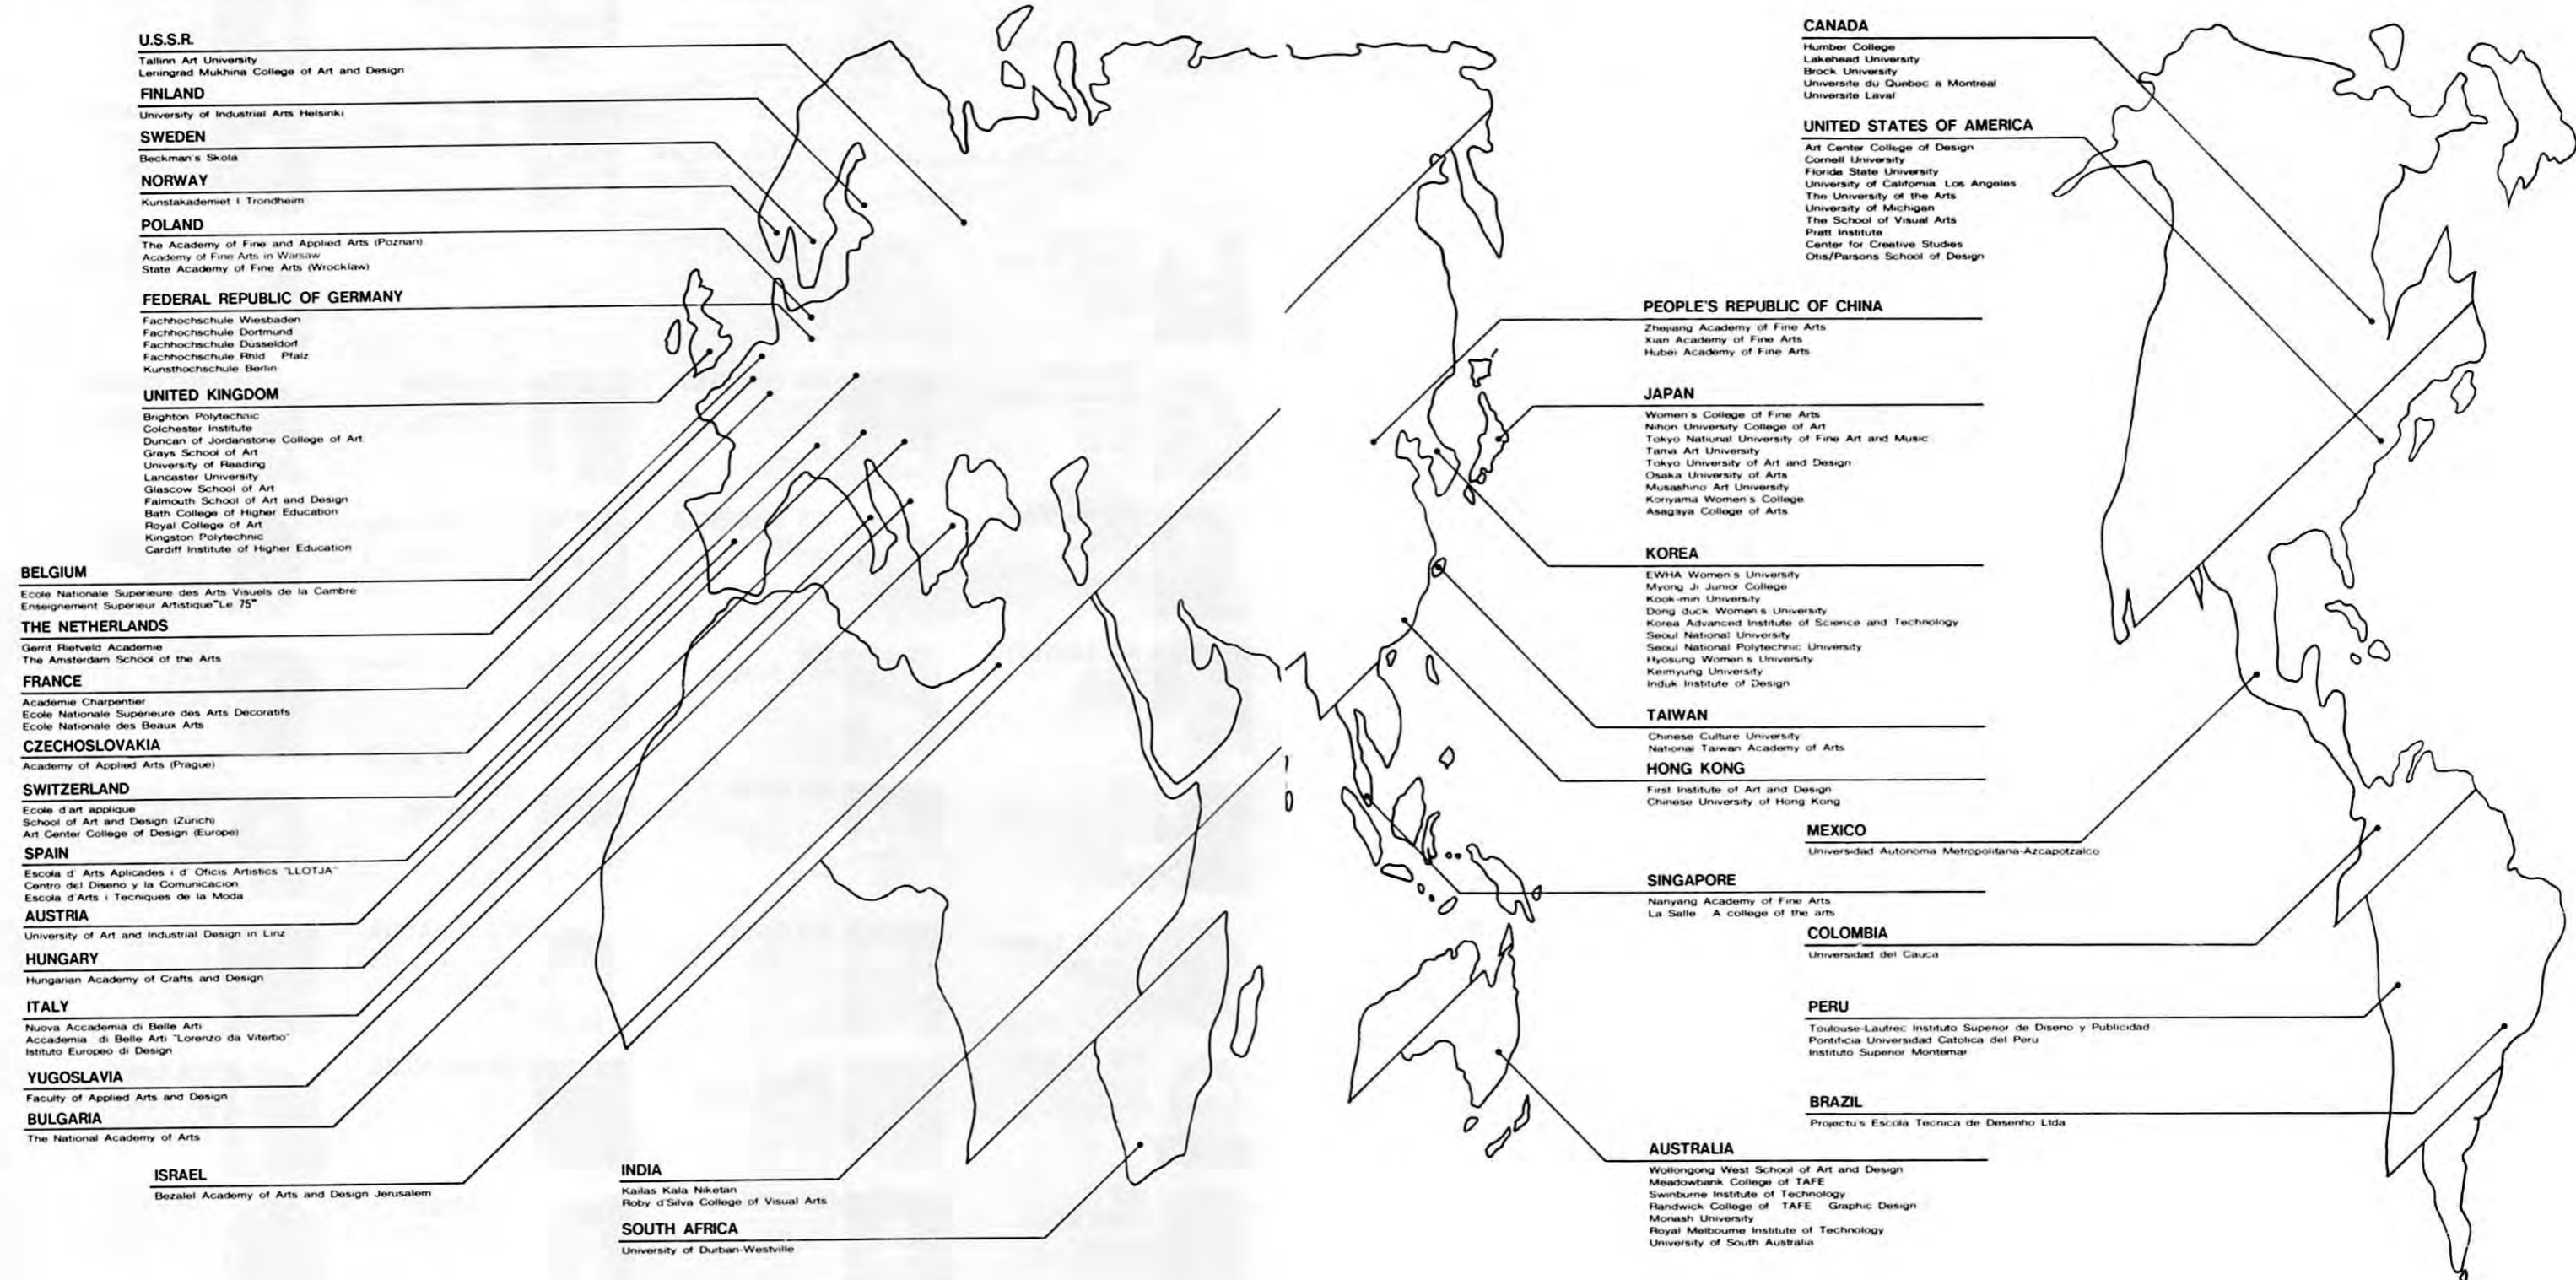 U.S.S.R.
Tallinn Art University
Leningrad Mukhina College of Art and Design
FINLAND
University of Industrial Arts Helsinki
SWEDEN
Beckman's Skola
NORWAY
Kunstakademiet i Trondheim
POLAND
The Academy of Fine and Applied Arts (Poznan)
Academy of Fine Arts in Warsaw
State Academy of Fine Arts (Wrocklaw)
FEDERAL REPUBLIC OF GERMANY
Fachhochschule Wiesbaden
Fachhochschule Dortmund
Fachhochschule Dusseldorf
Fachhochschule Rhld Pfalz
Kunsthochschule Berlin
UNITED KINGDOM
Brighton Polytechnic
Colchester Institute
Duncan of Jordanstone College of Art
Grays School of Art
University of Reading
Lancaster University
Glascow School of Art
Falmouth School of Art and Design
Bath College of Higher Education
Royal College of Art
Kingston Polytechnic
Cardiff Institute of Higher Education
BELGIUM
Ecole Nationale Superieure des Arts Visuels de la Cambre
Enseignement Superieur Artistique "Le 75"
THE NETHERLANDS
Gerrit Rietveld Academie
The Amsterdam School of the Arts
FRANCE
Academie Charpentier
Ecole Nationale Superieure des Arts Decoratifs
Ecole Nationale des Beaux Arts
CZECHOSLOVAKIA
Academy of Applied Arts (Prague)
SWITZERLAND
Ecole d'art applique
School of Art and Design (Zurich)
Art Center College of Design (Europe)
SPAIN
Escola d' Arts Aplicades i d' Oficis Artistics "LLOTJA"
Centro del Diseno y la Comunicacion
Escola d'Arts i Tecniques de la Moda
AUSTRIA
University of Art and Industrial Design in Linz
HUNGARY
Hungarian Academy of Crafts and Design
ITALY
Nuova Accademia di Belle Arti
Accademia di Belle Arti "Lorenzo da Viterbo"
Istituto Europeo di Design
YUGOSLAVIA
Faculty of Applied Arts and Design
BULGARIA
The National Academy of Arts
ISRAEL
Bezalel Academy of Arts and Design Jerusalem
INDIA
Kailas Kala Niketan
Roby d'Silva College of Visual Arts
SOUTH AFRICA
University of Durban-Westville
PEOPLE'S REPUBLIC OF CHINA
Zhejiang Academy of Fine Arts
Xian Academy of Fine Arts
Hubei Academy of Fine Arts
JAPAN
Women's College of Fine Arts
Nihon University College of Art
Tokyo National University of Fine Art and Music
Tama Art University
Tokyo University of Art and Design
Osaka University of Arts
Musashino Art University
Koriyama Women's College
Asagaya College of Arts
KOREA
EWHA Women's University
Myong Ji Junior College
Kook-min University
Dong duck Women's University
Korea Advanced Institute of Science and Technology
Seoul National University
Seoul National Polytechnic University
Hyosung Women's University
Keimyung University
Induk Institute of Design
TAIWAN
Chinese Culture University
National Taiwan Academy of Arts
HONG KONG
First Institute of Art and Design
Chinese University of Hong Kong
SINGAPORE
Nanyang Academy of Fine Arts
La Salle A college of the arts
AUSTRALIA
Wollongong West School of Art and Design
Meadowbank College of TAFE
Swinburne Institute of Technology
Randwick College of TAFE Graphic Design
Monash University
Royal Melbourne Institute of Technology
University of South Australia
CANADA
Humber College
Lakehead University
Brock University
Universite du Quebec a Montreal
Universite Laval
UNITED STATES OF AMERICA
Art Center College of Design
Cornell University
Florida State University
University of California Los Angeles
The University of the Arts
University of Michigan
The School of Visual Arts
Pratt Institute
Center for Creative Studies
Otis/Parsons School of Design
MEXICO
Universidad Autonoma Metropolitana-Azcapotzalco
COLOMBIA
Universidad del Cauca
PERU
Toulouse-Lautrec Instituto Superior de Diseno y Publicidad
Pontificia Universidad Catolica del Peru
Instituto Superior Montemar
BRAZIL
Projectu's Escola Tecnica de Desenho Ltda